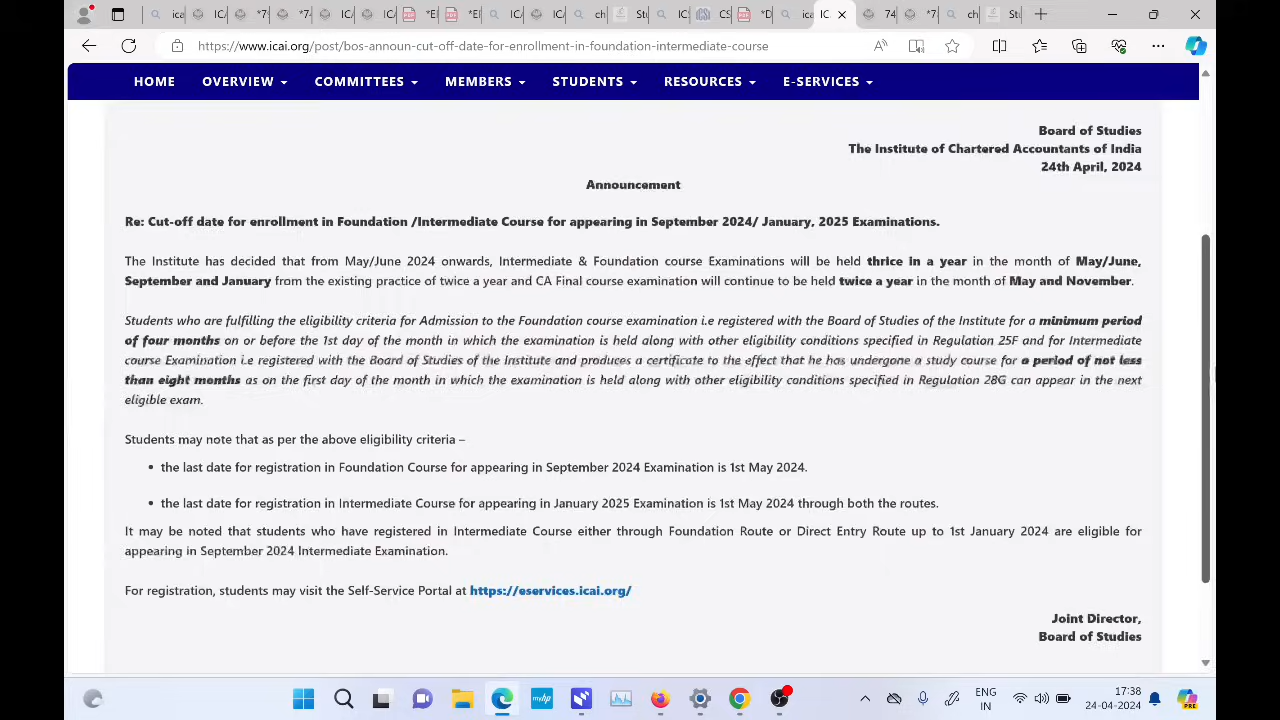 IC
*7
IC
https://www.icai.org/post/bos-announ-cut-off-date-for-enrollment-in-foundation-intermediate-course
HOME OVERVIEW COMMITTEES MEMBERS STUDENTS RESOURCES E-SERVICES
Board of Studies
The Institute of Chartered Accountants of India
24th April, 2024
Announcement
Re: Cut-off date for enrollment in Foundation /Intermediate Course for appearing in September 2024/ January, 2025 Examinations.
The Institute has decided that from May/June 2024 onwards, Intermediate & Foundation course Examinations will be held thrice in a year in the month of May/June,
September and January from the existing practice of twice a year and CA Final course examination will continue to be held twice a year in the month of May and November.
Students who are fulfilling the eligibility criteria for Admission to the Foundation course examination i.e registered with the Board of Studies of the Institute for a minimum period
of four months on or before the 1st day of the month in which the examination is held along with other eligibility conditions specified in Regulation 25F and for Intermediate
course Examination i.e registered with the Board of Studies of the Institute and produces a certificate to the effect that he has undergone a study course for a period of not less
than eight months as on the first day of the month in which the examination is held along with other eligibility conditions specified in Regulation 28G can appear in the next
eligible exam.
Students may note that as per the above eligibility criteria –
• the last date for registration in Foundation Course for appearing in September 2024 Examination is 1st May 2024.
• the last date for registration in Intermediate Course for appearing in January 2025 Examination is 1st May 2024 through both the routes.
It may be noted that students who have registered in Intermediate Course either through Foundation Route or Direct Entry Route up to 1st January 2024 are eligible for
appearing in September 2024 Intermediate Examination.
For registration, students may visit the Self-Service Portal at https://eservices.icai.org/
Joint Director,
Board of Studies
ENG
IN
17:38
24-04-2024